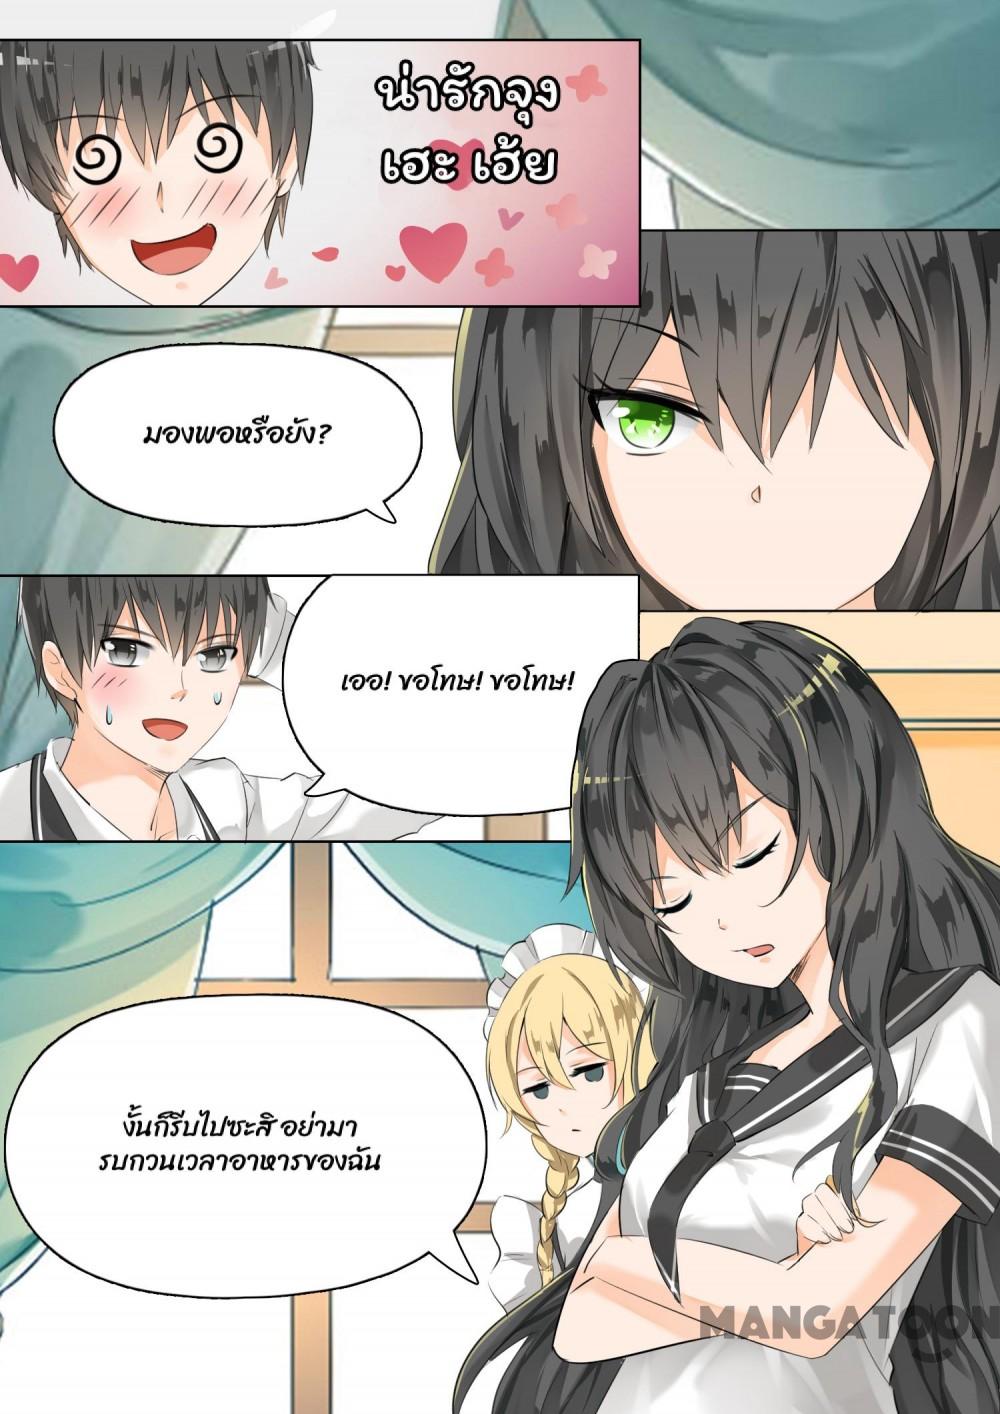 น่ารักจุง
เฮะ เฮ้ย
มองพอหรือยัง?
เออ! ขอโทษ! ขอโทษ!
งั้นก็รีบไปซะสิ อย่ามา
รบกวนเวลาอาหารของฉัน
MANGATOON